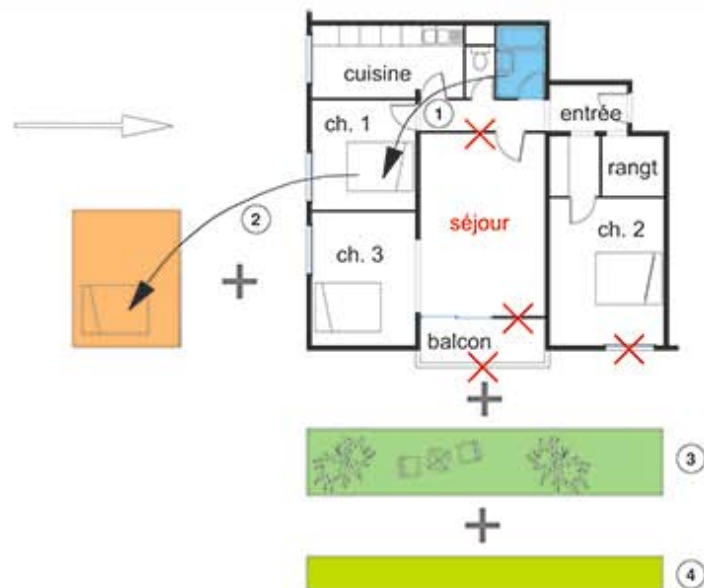 cuisine
ch. 1
1
entrée
rangt
2
séjour
ch. 2
ch. 3
balcon
3
4